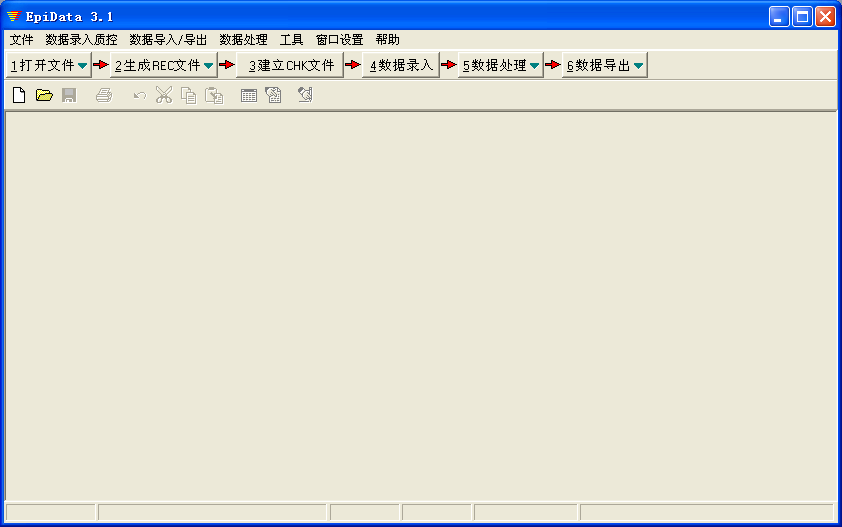 EpiData 3.1
文件 数据录入质控 数据导入/导出 数据处理 工具 窗口设置 帮助
1打开文件 2生成REC文件 3建立CHK文件 4数据录入 5数据处理 6数据导出